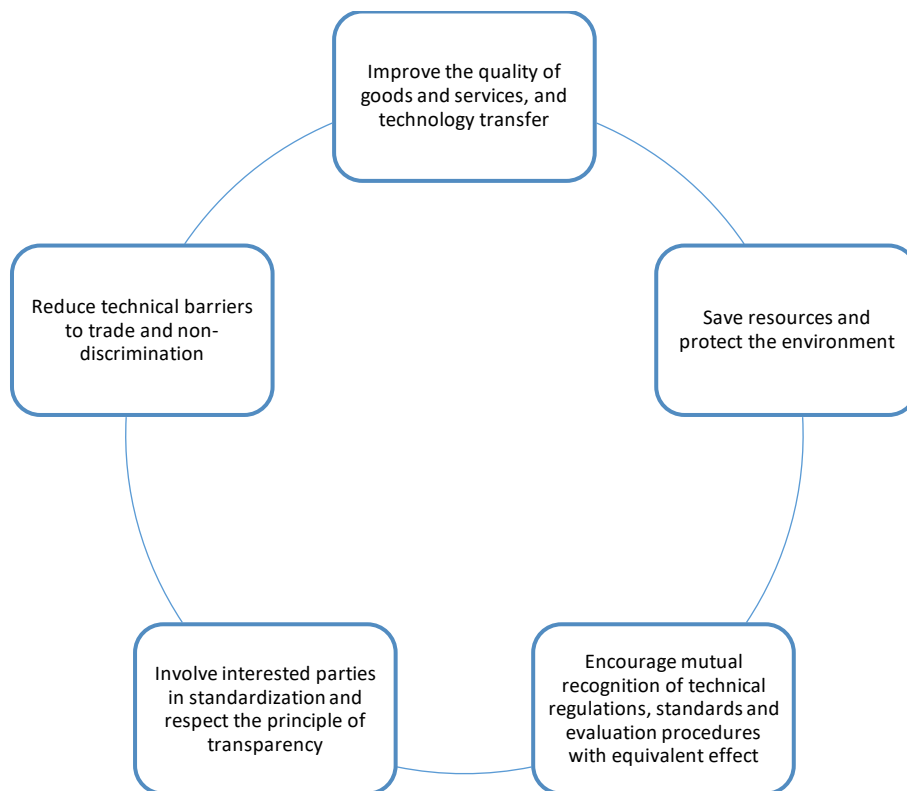 Improve the quality of
goods and services, and
technology transfer
Save resources and
protect the environment
Encourage mutual
recognition of technical
regulations, standards and
evaluation procedures
with equivalent effect
Involve interested parties
in standardization and
respect the principle of
transparency
Reduce technical barriers
to trade and non-
discrimination